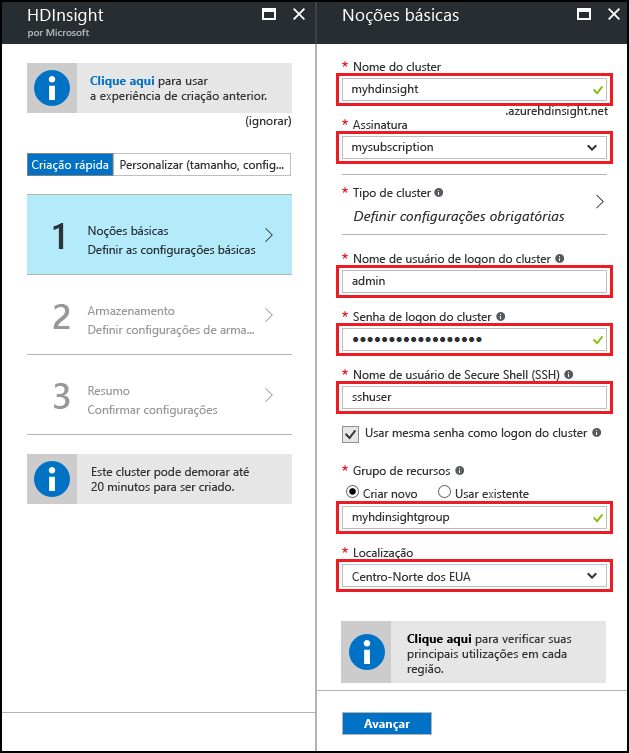 HDInsight
por Microsoft
Clique aqui para usar
a experiência de criação anterior.
(ignorar)
Criação rápida
Personalizar (tamanho, config...
1
Noções básicas
Definir as configurações básicas
2
Armazenamento
Definir configurações de arma...
3
Resumo
Confirmar configurações
Este cluster pode demorar até
20 minutos para ser criado.
Noções básicas
* Nome do cluster
myhdinsight
.azurehdinsight.net
* Assinatura
mysubscription
* Tipo de cluster
Definir configurações obrigatórias
* Nome de usuário de logon do cluster
admin
* Senha de logon do cluster
••••••••••••••••••
* Nome de usuário de Secure Shell (SSH)
sshuser
Usar mesma senha como logon do cluster
* Grupo de recursos
Criar novo
Usar existente
myhdinsightgroup
* Localização
Centro-Norte dos EUA
Clique aqui para verificar suas
principais utilizações em cada
região.
Avançar